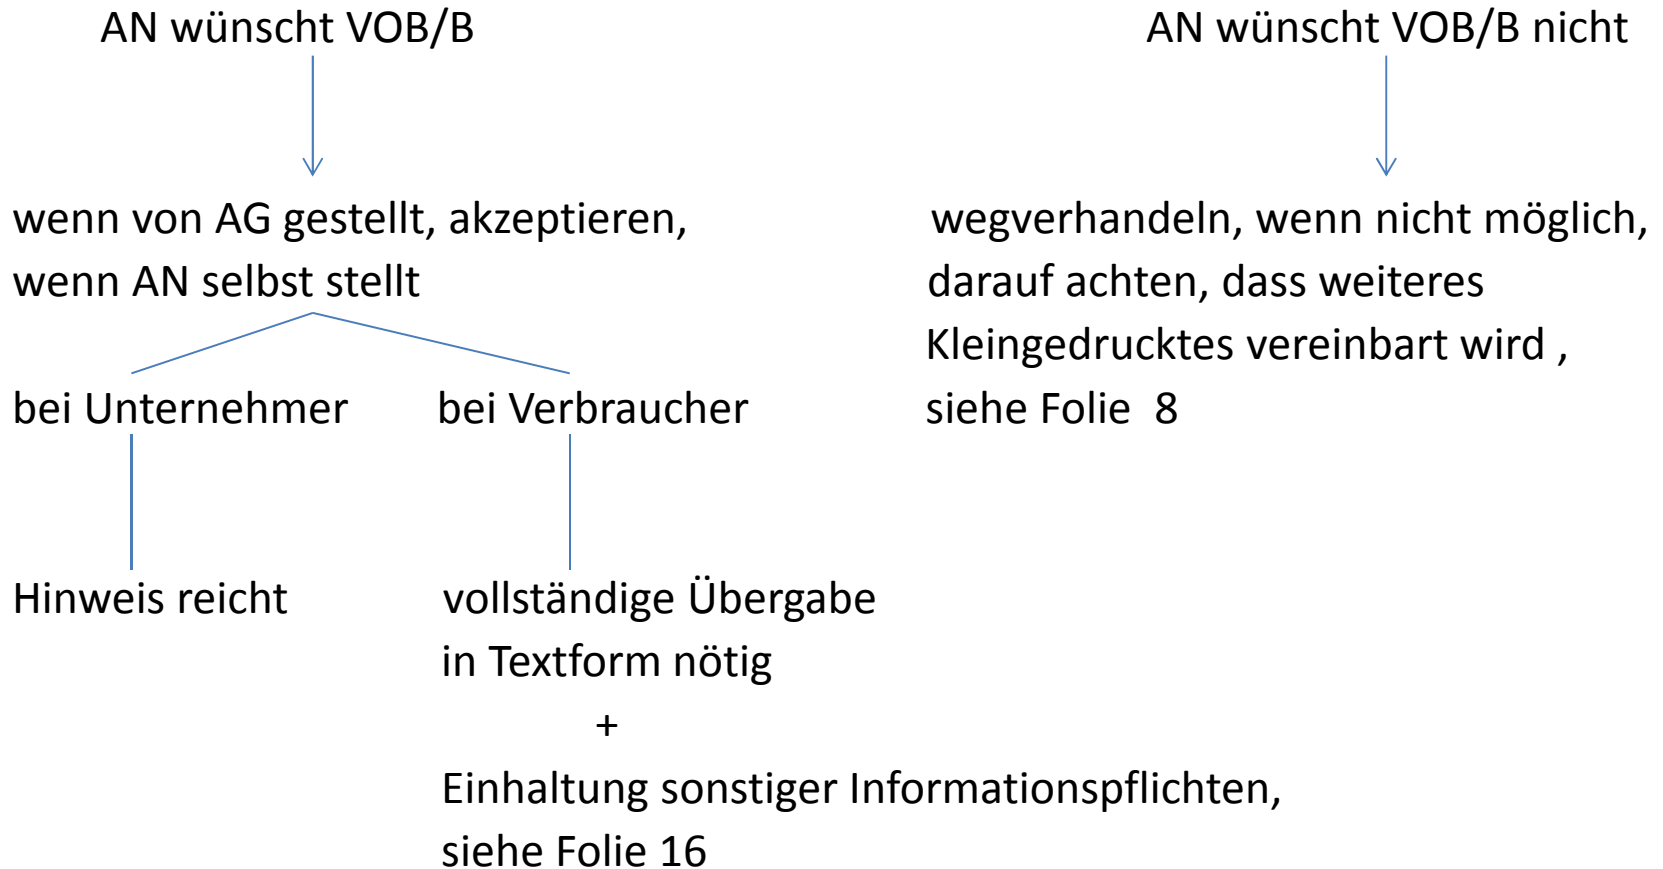 AN wünscht VOB/B
AN wünscht VOB/B nicht
wenn von AG gestellt, akzeptieren,
wenn AN selbst stellt
wegverhandeln, wenn nicht möglich,
darauf achten, dass weiteres
Kleingedrucktes vereinbart wird ,
siehe Folie 8
bei Unternehmer
bei Verbraucher
Hinweis reicht
vollständige Übergabe
in Textform nötig
+
Einhaltung sonstiger Informationspflichten,
siehe Folie 16